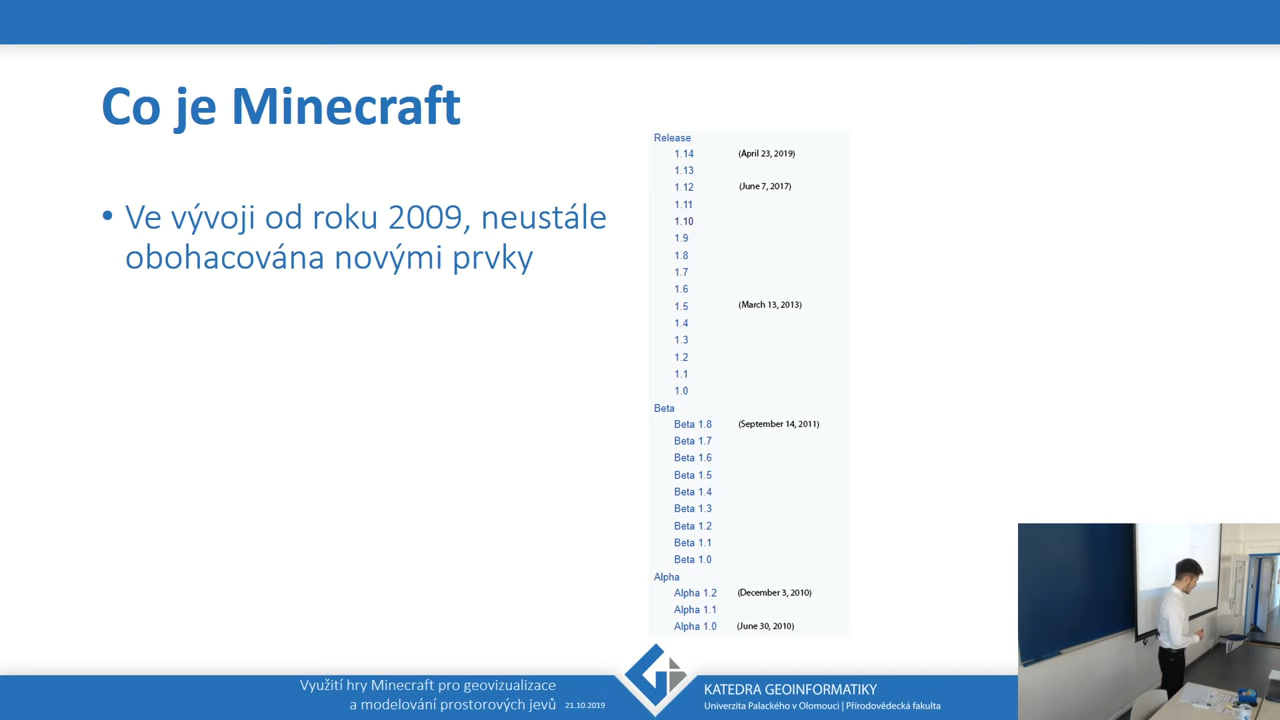 Co je Minecraft
• Ve vývoji od roku 2009, neustále
obohacována novými prvky
Release
1.14 (April 23, 2019)
1.13
1.12 (June 7, 2017)
1.11
1.10
1.9
1.8
1.7
1.6
1.5 (March 13, 2013)
1.4
1.3
1.2
1.1
1.0
Beta
Beta 1.8 (September 14, 2011)
Beta 1.7
Beta 1.6
Beta 1.5
Beta 1.4
Beta 1.3
Beta 1.2
Beta 1.1
Beta 1.0
Alpha
Alpha 1.2 (December 3, 2010)
Alpha 1.1
Alpha 1.0 (June 30, 2010)
Využití hry Minecraft pro geovizualizace
a modelování prostorových jevů 21.10.2019
KATEDRA GEOINFORMATIKY
Univerzita Palackého v Olomouci | Přírodovědecká fakulta